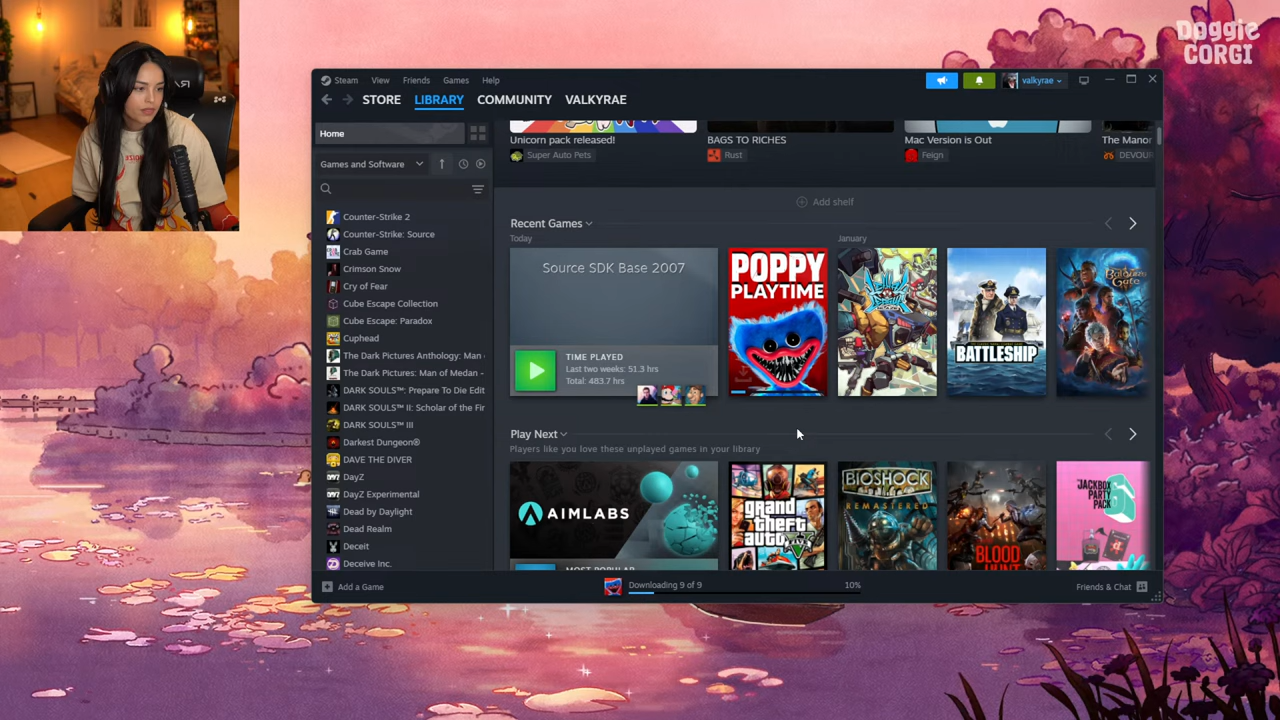 Doggie
CORGI
Steam View Friends Games Help
valkyrae
STORE LIBRARY COMMUNITY VALKYRAE
Home
Games and Software
Counter-Strike 2
Counter-Strike: Source
Crab Game
Crimson Snow
Cry of Fear
Cube Escape Collection
Cube Escape: Paradox
Cuphead
The Dark Pictures Anthology: Man
The Dark Pictures: Man of Medan -
DARK SOULS™: Prepare To Die Edit
DARK SOULS™ II: Scholar of the Fir
DARK SOULS™ III
Darkest Dungeon®
DAVE THE DIVER
DayZ
DayZ Experimental
Dead by Daylight
Dead Realm
Deceit
Deceive Inc.
Unicorn pack released!
Super Auto Pets
BAGS TO RICHES
Rust
Mac Version is Out
Feign
The Manor
DEVOUR
Add shelf
Recent Games
Today
January
Source SDK Base 2007
TIME PLAYED
Last two weeks: 51.3 hrs
Total: 483.7 hrs
POPPY
PLAYTIME
BATTLESHIP
Baldur's
Gate
Play Next
Players like you love these unplayed games in your library
AIMLABS
MOST POPULAR
grand
theft
auto V
BIOSHOCK
REMASTERED
BLOOD
HUNT
JACKBOX
PARTY
PACK
Add a Game
Downloading 9 of 9
10%
Friends & Chat